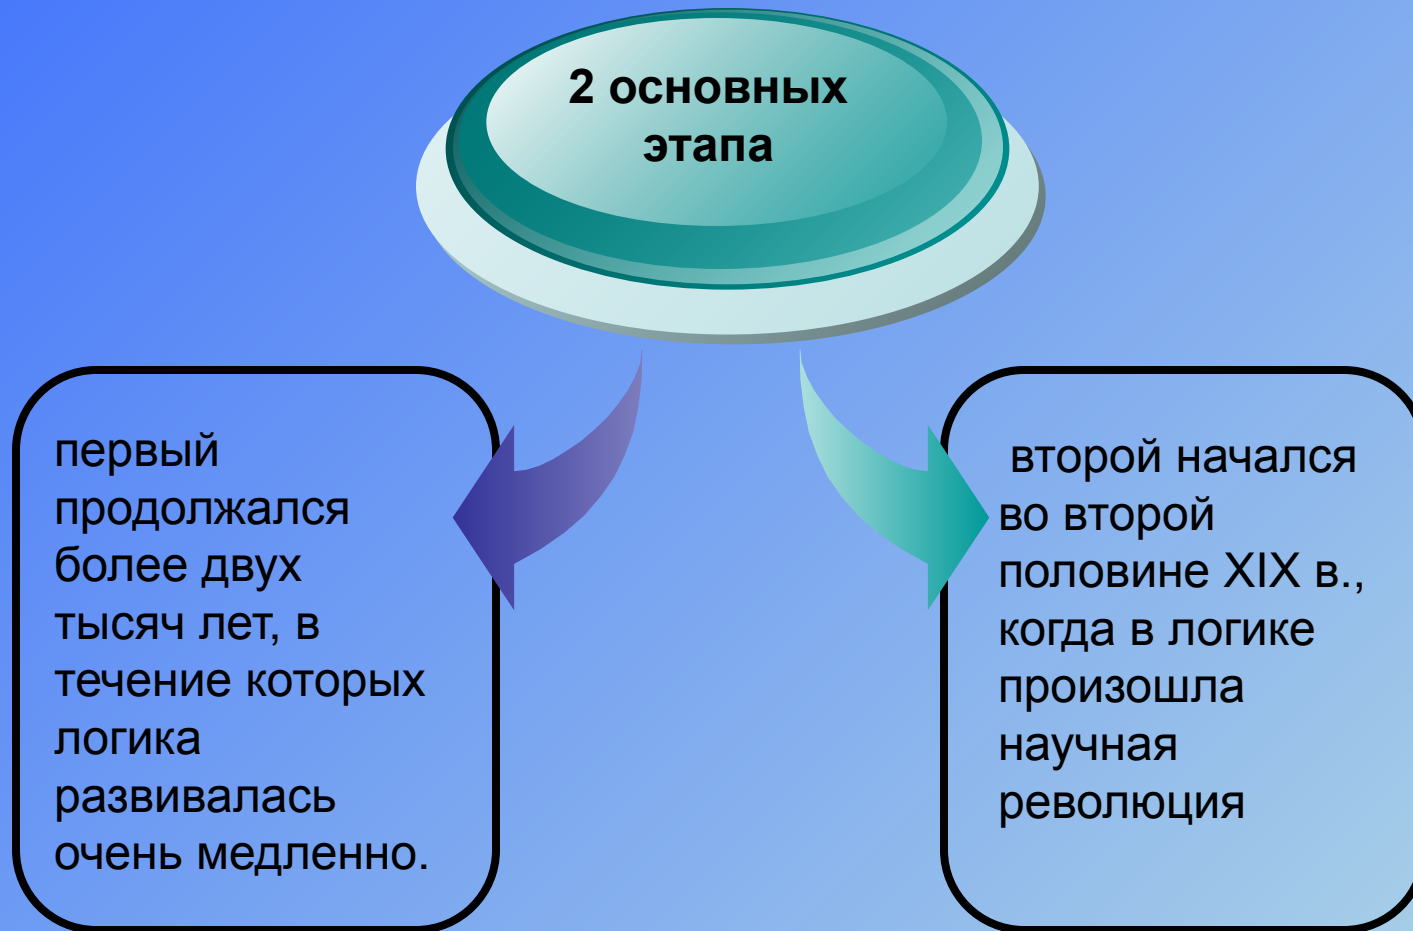 2 основных
этапа
первый
продолжался
более двух
тысяч лет, в
течение которых
логика
развивалась
очень медленно.
второй начался
во второй
половине XIX в.,
когда в логике
произошла
научная
революция